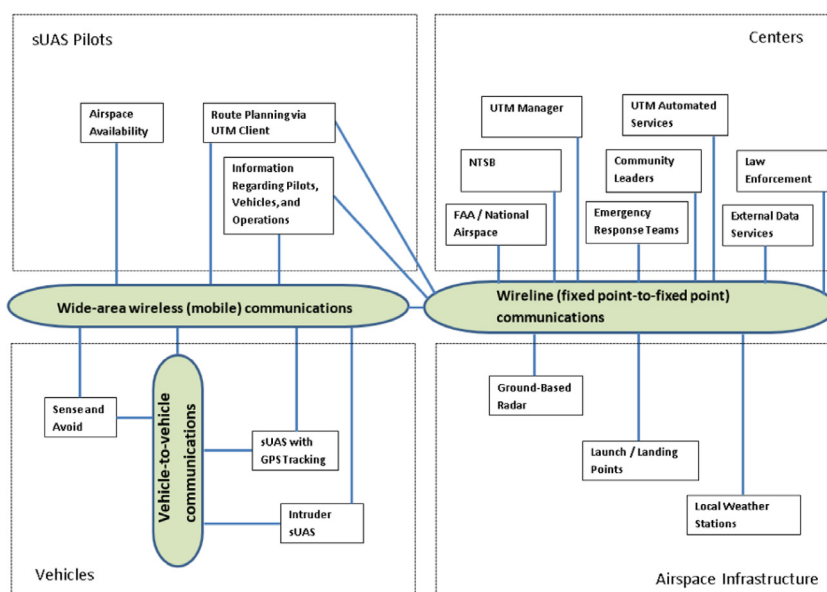 sUAS Pilots
Airspace
Availability
Route Planning via
UTM Client
Information
Regarding Pilots,
Vehicles, and
Operations
Centers
UTM Manager
UTM Automated
Services
NTSB
Community
Leaders
Law
Enforcement
FAA / National
Airspace
Emergency
Response Teams
External Data
Services
Wide-area wireless (mobile) communications
Wireline (fixed point-to-fixed point)
communications
Sense and
Avoid
Vehicle-to-vehicle
communications
sUAS with
GPS Tracking
Intruder
sUAS
Vehicles
Ground-Based
Radar
Launch / Landing
Points
Local Weather
Stations
Airspace Infrastructure